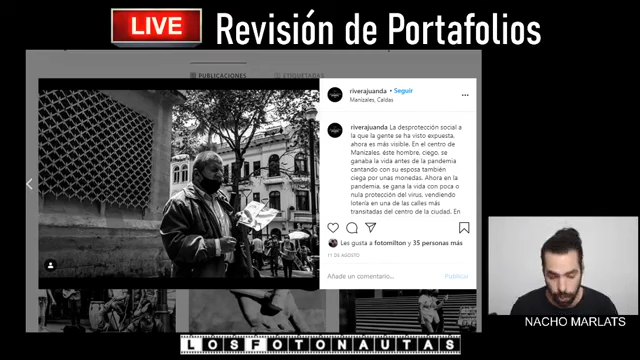 LIVE Revisión de Portafolios
PUBLICACIONES ETIQUETADAS
riverajuanda • Seguir
Manizales, Caldas
riverajuanda La desprotección social a
la que la gente se ha visto expuesta,
ahora es más visible. En el centro de
Manizales, éste hombre, ciego, se
ganaba la vida antes de la pandemia
cantando con su esposa también
ciega por unas monedas. Ahora en la
pandemia, se gana la vida con poca o
nula protección del virus, vendiendo
lotería en una de las calles más
transitadas del centro de la ciudad. En
Les gusta a fotomilton y 35 personas más
11 DE AGOSTO
Añade un comentario... Publicar
NACHO MARLATS
LOSFOTONAUTAS